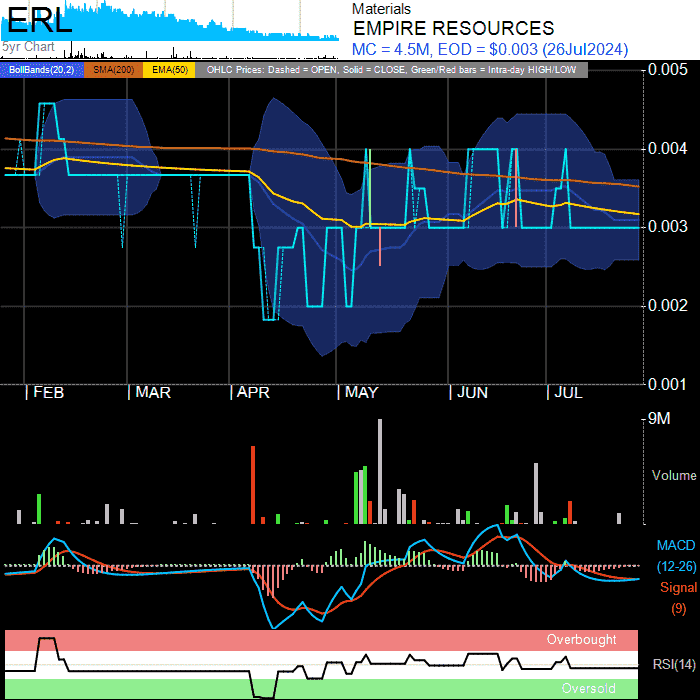 ERL
5yr Chart
Materials
EMPIRE RESOURCES
MC = 4.5M, EOD = $0.003 (26Jul2024)
BollBands(20,2) SMA(200) EMA(50) OHLC Prices: Dashed = OPEN, Solid = CLOSE, Green/Red bars = Intra-day HIGH/LOW
0.005
0.004
0.003
0.002
0.001
| FEB | MAR | APR | MAY | JUN | JUL
9M
Volume
MACD
(12-26)
Signal
(9)
Overbought
RSI(14)
Oversold